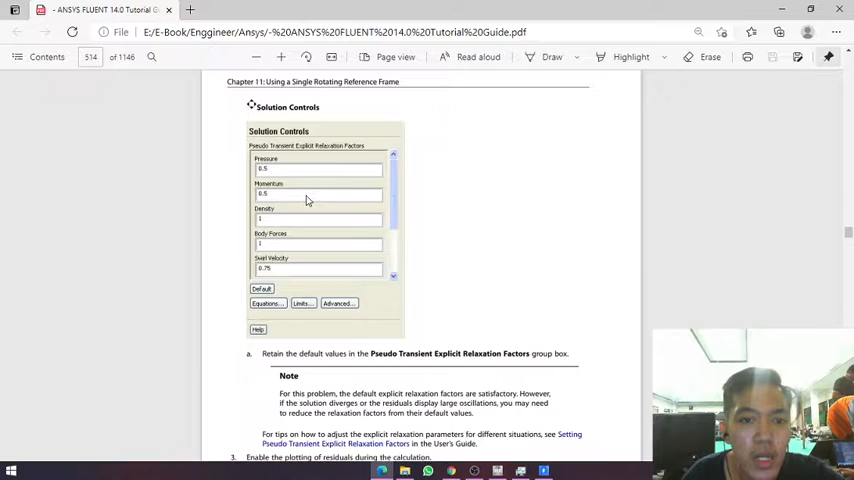 - ANSYS FLUENT 14.0 Tutorial G
File
E:/E-Book/Enggineer/Ansys/-%20ANSYS%20FLUENT%2014.0%20Tutorial%20Guide.pdf
Contents
514
of 1146
Page view
Read aloud
Draw
Highlight
Erase
Chapter 11: Using a Single Rotating Reference Frame
Solution Controls
Solution Controls
Pseudo Transient Explicit Relaxation Factors
Pressure
0.5
Momentum
0.5
Density
1
Body Forces
1
Swirl Velocity
0.75
Default
Equations... Limits... Advanced...
Help
a. Retain the default values in the Pseudo Transient Explicit Relaxation Factors group box.
Note
For this problem, the default explicit relaxation factors are satisfactory. However,
if the solution diverges or the residuals display large oscillations, you may need
to reduce the relaxation factors from their default values.
For tips on how to adjust the explicit relaxation parameters for different situations, see Setting
Pseudo Transient Explicit Relaxation Factors in the User's Guide.
3. Enable the plotting of residuals during the calculation.